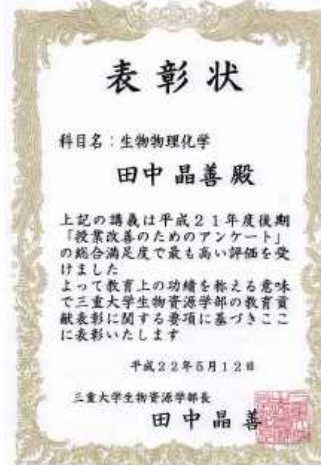 表彰状
科目名：生物物理化学
田中晶善殿
上記の講義は平成２１年度後期
「授業改善のためのアンケート」
の総合満足度で最も高い評価を受
けました
よって教育上の功績を称える意味
で三重大学生物資源学部の教育貢
献表彰に関する要項に基づきここ
に表彰いたします
平成２２年５月１２日
三重大学生物資源学部長
田中晶善